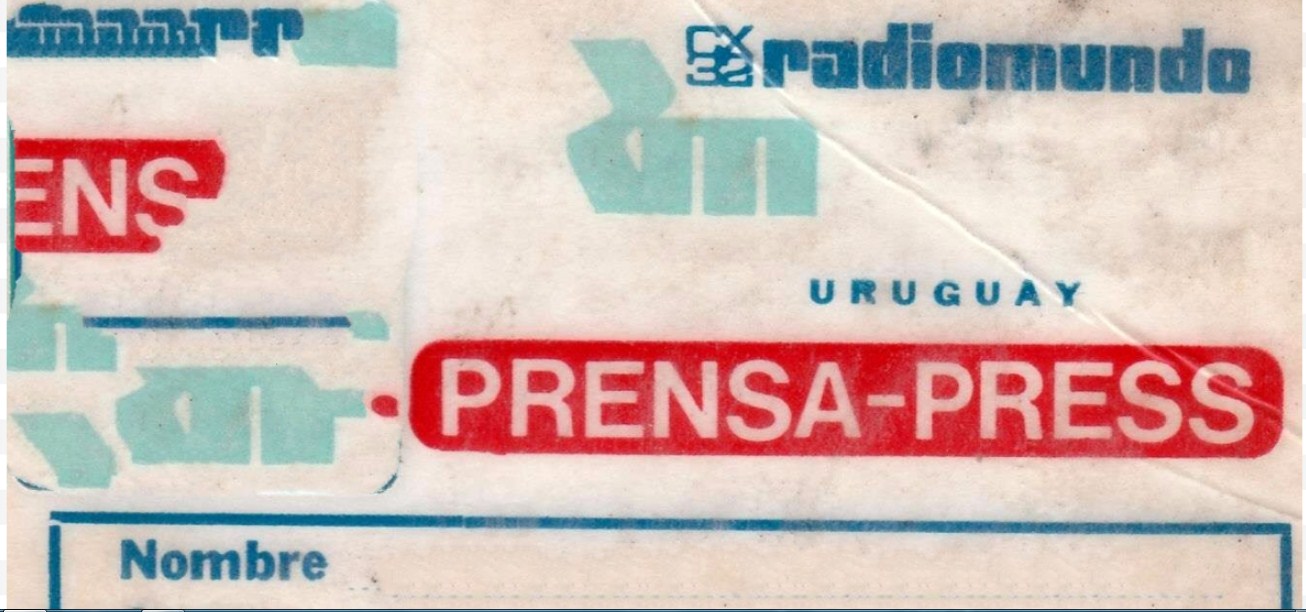 CX 32 radiomundo
URUGUAY
ENS
PRENSA-PRESS
Nombre